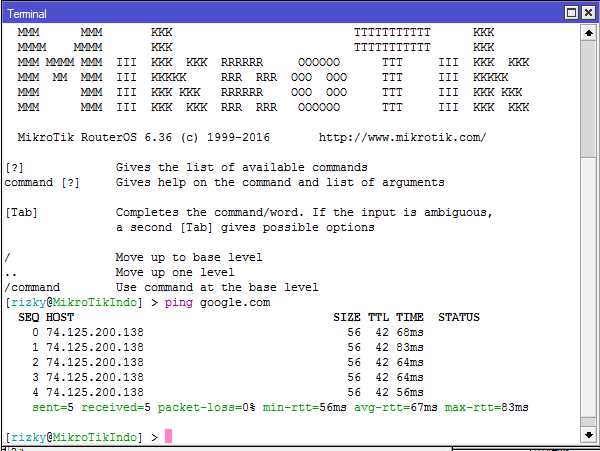 Terminal
MMM      MMM       KKK                          TTTTTTTTTTT      KKK
MMMM    MMMM       KKK                          TTTTTTTTTTT      KKK
MMM MMMM MMM  III  KKK  KKK  RRRRRR     OOOOOO      TTT     III  KKK  KKK
MMM  MM  MMM  III  KKKKK     RRR  RRR  OOO  OOO     TTT     III  KKKKK
MMM      MMM  III  KKK KKK   RRRRRR    OOO  OOO     TTT     III  KKK KKK
MMM      MMM  III  KKK  KKK  RRR  RRR   OOOOOO      TTT     III  KKK  KKK
MikroTik RouterOS 6.36 (c) 1999-2016       http://www.mikrotik.com/
[?]             Gives the list of available commands
command [?]     Gives help on the command and list of arguments
[Tab]           Completes the command/word. If the input is ambiguous,
a second [Tab] gives possible options
/               Move up to base level
..              Move up one level
/command        Use command at the base level
[rizky@MikroTikIndo] > ping google.com
SEQ HOST                                     SIZE TTL TIME  STATUS
0 74.125.200.138                             56  42 68ms
1 74.125.200.138                             56  42 83ms
2 74.125.200.138                             56  42 64ms
3 74.125.200.138                             56  42 64ms
4 74.125.200.138                             56  42 56ms
sent=5 received=5 packet-loss=0% min-rtt=56ms avg-rtt=67ms max-rtt=83ms
[rizky@MikroTikIndo] >